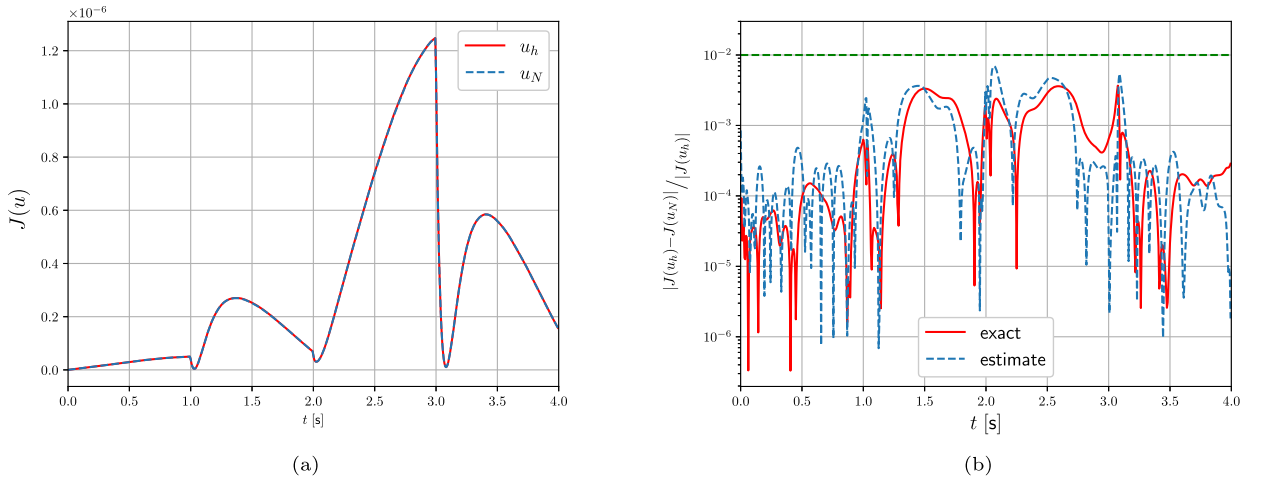 ×10⁻⁶
1.2
1.0
0.8
0.6
0.4
0.2
0.0
J(u)
0.0 0.5 1.0 1.5 2.0 2.5 3.0 3.5 4.0
t [s]
u_h
u_N
(a)
10⁻²
10⁻³
10⁻⁴
10⁻⁵
10⁻⁶
|J(u_h)−J(u_N)|/|J(u_h)|
0.0 0.5 1.0 1.5 2.0 2.5 3.0 3.5 4.0
t [s]
exact
estimate
(b)